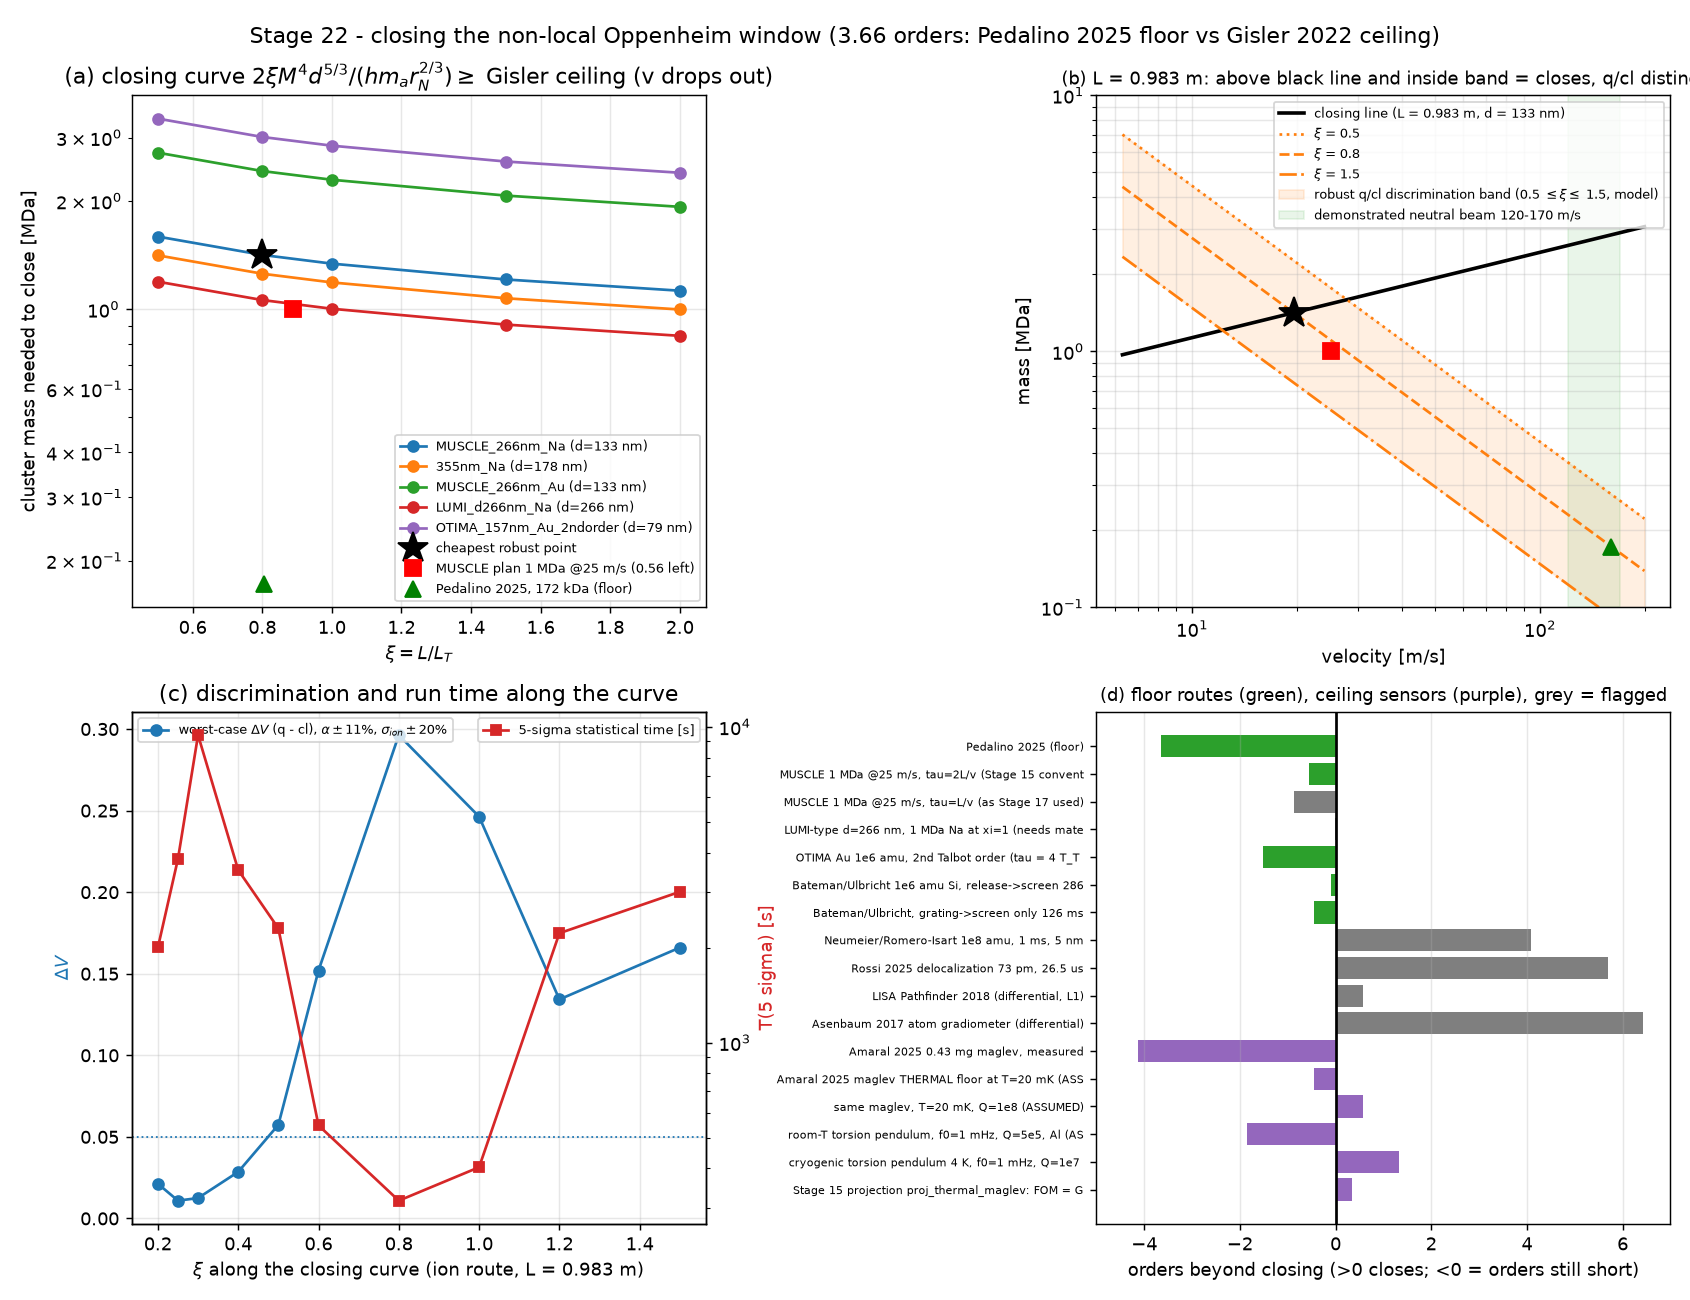 Stage 22 - closing the non-local Oppenheim window (3.66 orders: Pedalino 2025 floor vs Gisler 2022 ceiling)
(a) closing curve 2ξM⁴d^{5/3}/(hmₐr_N^{2/3}) ≥ Gisler ceiling (v drops out)
cluster mass needed to close [MDa]
3 × 10⁰
2 × 10⁰
10⁰
6 × 10⁻¹
4 × 10⁻¹
3 × 10⁻¹
2 × 10⁻¹
MUSCLE_266nm_Na (d=133 nm)
355nm_Na (d=178 nm)
MUSCLE_266nm_Au (d=133 nm)
LUMI_d266nm_Na (d=266 nm)
OTIMA_157nm_Au_2ndorder (d=79 nm)
cheapest robust point
MUSCLE plan 1 MDa @25 m/s (0.56 left)
Pedalino 2025, 172 kDa (floor)
0.6 0.8 1.0 1.2 1.4 1.6 1.8 2.0
ξ = L/L_T
(b) L = 0.983 m: above black line and inside band = closes, q/cl distin
mass [MDa]
10¹
10⁰
10⁻¹
closing line (L = 0.983 m, d = 133 nm)
ξ = 0.5
ξ = 0.8
ξ = 1.5
robust q/cl discrimination band (0.5 ≤ξ≤ 1.5, model)
demonstrated neutral beam 120-170 m/s
10¹ 10²
velocity [m/s]
(c) discrimination and run time along the curve
ΔV
0.30
0.25
0.20
0.15
0.10
0.05
0.00
worst-case ΔV (q - cl), α ± 11%, σ_ion ± 20%
5-sigma statistical time [s]
10⁴
10³
T(5 sigma) [s]
0.2 0.4 0.6 0.8 1.0 1.2 1.4
ξ along the closing curve (ion route, L = 0.983 m)
(d) floor routes (green), ceiling sensors (purple), grey = flagged
Pedalino 2025 (floor)
MUSCLE 1 MDa @25 m/s, tau=2L/v (Stage 15 convent
MUSCLE 1 MDa @25 m/s, tau=L/v (as Stage 17 used)
LUMI-type d=266 nm, 1 MDa Na at xi=1 (needs mate
OTIMA Au 1e6 amu, 2nd Talbot order (tau = 4 T_T
Bateman/Ulbricht 1e6 amu Si, release->screen 286
Bateman/Ulbricht, grating->screen only 126 ms
Neumeier/Romero-Isart 1e8 amu, 1 ms, 5 nm
Rossi 2025 delocalization 73 pm, 26.5 us
LISA Pathfinder 2018 (differential, L1)
Asenbaum 2017 atom gradiometer (differential)
Amaral 2025 0.43 mg maglev, measured
Amaral 2025 maglev THERMAL floor at T=20 mK (ASS
same maglev, T=20 mK, Q=1e8 (ASSUMED)
room-T torsion pendulum, f0=1 mHz, Q=5e5, Al (AS
cryogenic torsion pendulum 4 K, f0=1 mHz, Q=1e7
Stage 15 projection proj_thermal_maglev: FOM = G
−4 −2 0 2 4 6
orders beyond closing (>0 closes; <0 = orders still short)